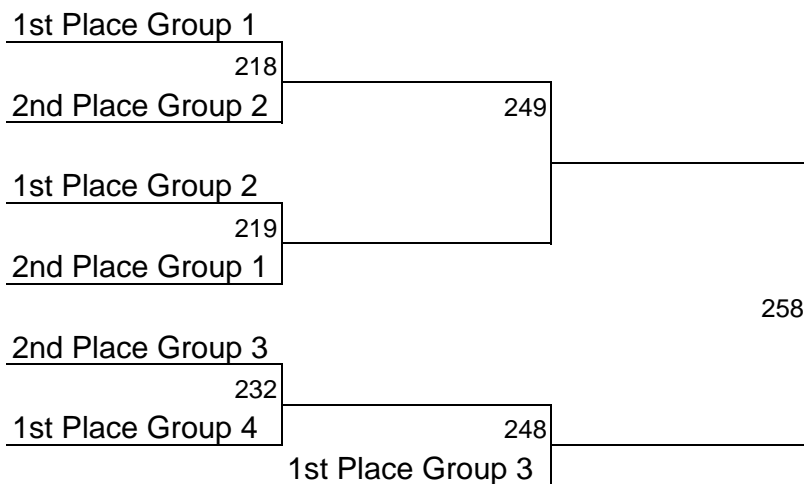 1st Place Group 1
218
2nd Place Group 2
249
1st Place Group 2
219
2nd Place Group 1
258
2nd Place Group 3
232
1st Place Group 4
248
1st Place Group 3